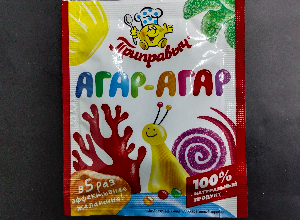 Приправыч
АГАР-АГАР
в 5 раз
эффективнее
желатина!
100%
НАТУРАЛЬНЫЙ
ПРОДУКТ